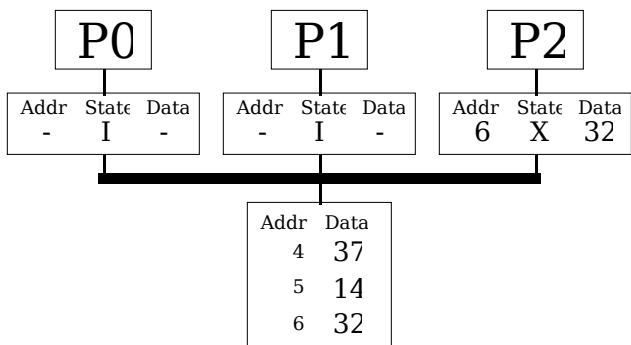 P0 P1 P2
Addr State Data Addr State Data Addr State Data
- I - - I - 6 X 32
Addr Data
4 37
5 14
6 32